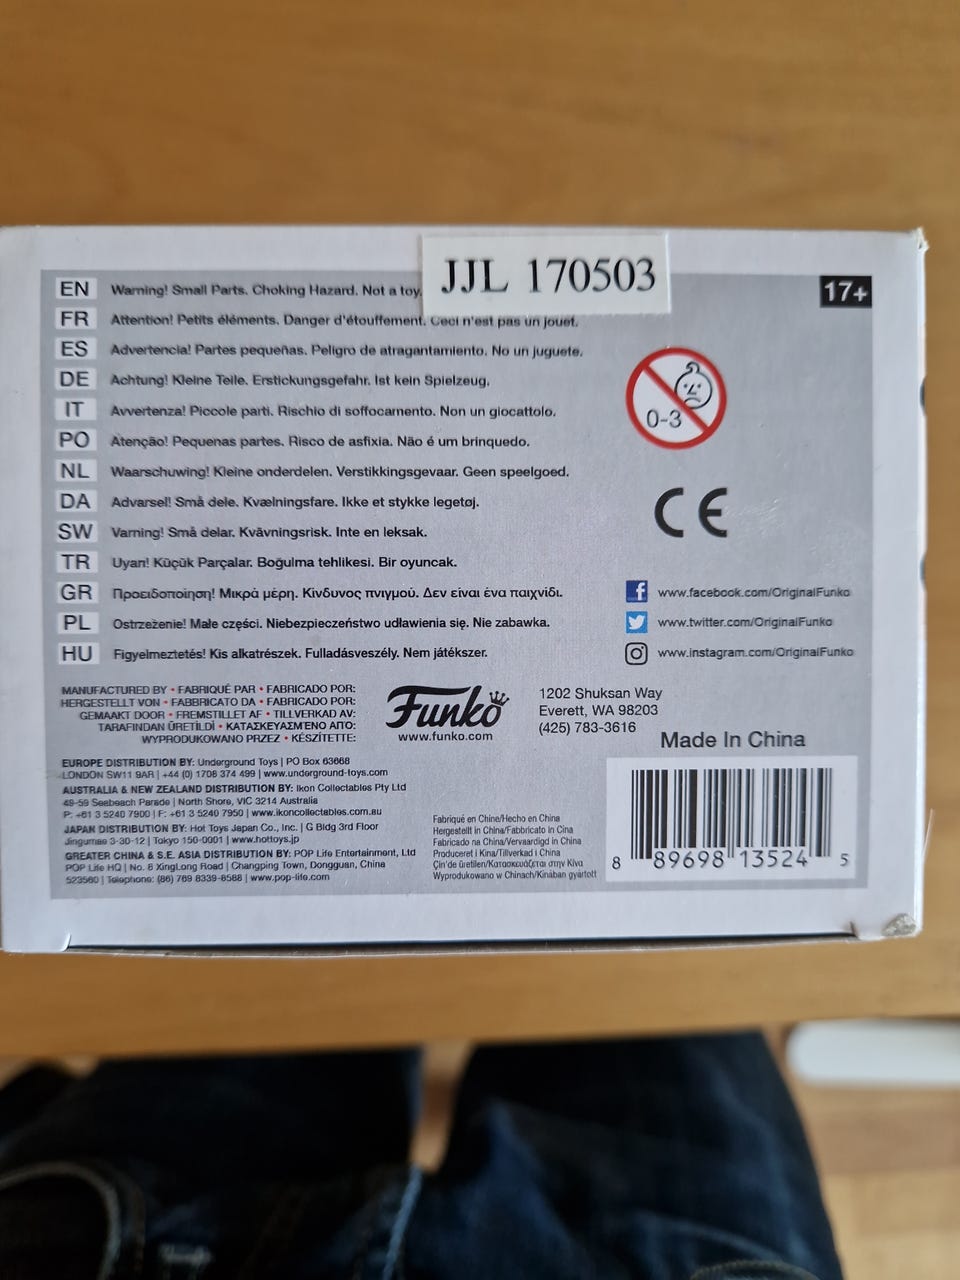 JJL 170503
17+
EN Warning! Small Parts. Choking Hazard. Not a toy.
FR Attention! Petits éléments. Danger d'étouffement. Ceci n'est pas un jouet.
ES Advertencia! Partes pequeñas. Peligro de atragantamiento. No un juguete.
DE Achtung! Kleine Teile. Erstickungsgefahr. Ist kein Spielzeug.
IT Avvertenza! Piccole parti. Rischio di soffocamento. Non un giocattolo.
PO Atenção! Pequenas partes. Risco de asfixia. Não é um brinquedo.
NL Waarschuwing! Kleine onderdelen. Verstikkingsgevaar. Geen speelgoed.
DA Advarsel! Små dele. Kvælningsfare. Ikke et stykke legetøj.
SW Varning! Små delar. Kvävningsrisk. Inte en leksak.
TR Uyarı! Küçük Parçalar. Boğulma tehlikesi. Bir oyuncak.
GR Προειδοποίηση! Μικρά μέρη. Κίνδυνος πνιγμού. Δεν είναι ένα παιχνίδι.
PL Ostrzeżenie! Małe części. Niebezpieczeństwo udławienia się. Nie zabawka.
HU Figyelmeztetés! Kis alkatrészek. Fulladásveszély. Nem játékszer.
0-3
CE
www.facebook.com/OriginalFunko
www.twitter.com/OriginalFunko
www.instagram.com/OriginalFunko
MANUFACTURED BY • FABRIQUÉ PAR • FABRICADO POR:
HERGESTELLT VON • FABBRICATO DA • FABRICADO POR:
GEMAAKT DOOR • FREMSTILLET AF • TILLVERKAD AV:
TARAFINDAN ÜRETİLDİ • ΚΑΤΑΣΚΕΥΑΣΜΈΝΟ ΑΠΌ:
WYPRODUKOWANO PRZEZ • KÉSZÍTETTE:
Funko
www.funko.com
1202 Shuksan Way
Everett, WA 98203
(425) 783-3616
Made In China
EUROPE DISTRIBUTION BY: Underground Toys | PO Box 63668
LONDON SW11 9AR | +44 (0) 1708 374 499 | www.underground-toys.com
AUSTRALIA & NEW ZEALAND DISTRIBUTION BY: Ikon Collectables Pty Ltd
49-59 Seabeach Parade | North Shore, VIC 3214 Australia
P: +61 3 5240 7900 | F: +61 3 5240 7950 | www.ikoncollectables.com.au
JAPAN DISTRIBUTION BY: Hot Toys Japan Co., Inc. | G Bldg 3rd Floor
Jingumae 3-30-12 | Tokyo 150-0001 | www.hottoys.jp
GREATER CHINA & S.E. ASIA DISTRIBUTION BY: POP Life Entertainment, Ltd
POP Life HQ | No. 8 XingLong Road | Changping Town, Dongguan, China
523560 | Telophone: (86) 769 8339-8588 | www.pop-life.com
Fabriqué en Chine/Hecho en China
Hergestellt in China/Fabbricato in Cina
Fabricado na China/Vervaardigd in China
Produceret i Kina/Tillverkad i China
Çin'de üretilen/Κατασκευάζεται στην Κίνα
Wyprodukowano w Chinach/Kínában gyártott
8 89698 13524 5